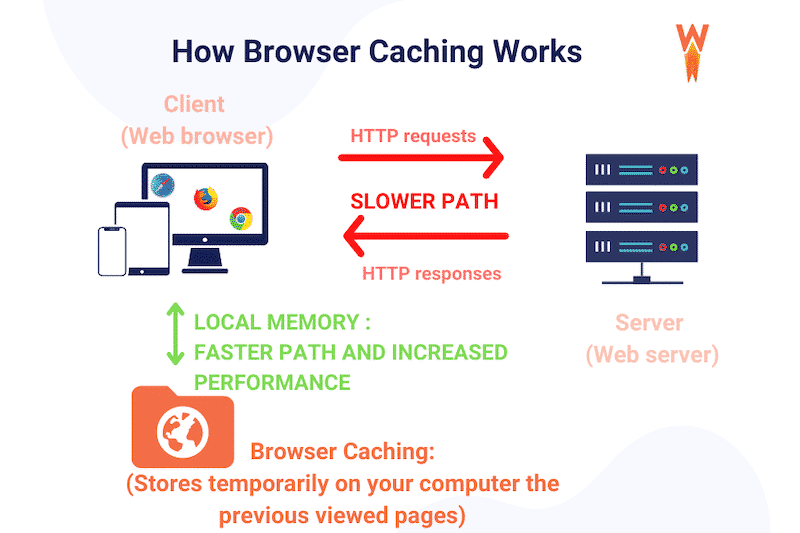 How Browser Caching Works
Client
(Web browser)
HTTP requests
SLOWER PATH
HTTP responses
Server
(Web server)
LOCAL MEMORY :
FASTER PATH AND INCREASED
PERFORMANCE
Browser Caching:
(Stores temporarily on your computer the
previous viewed pages)